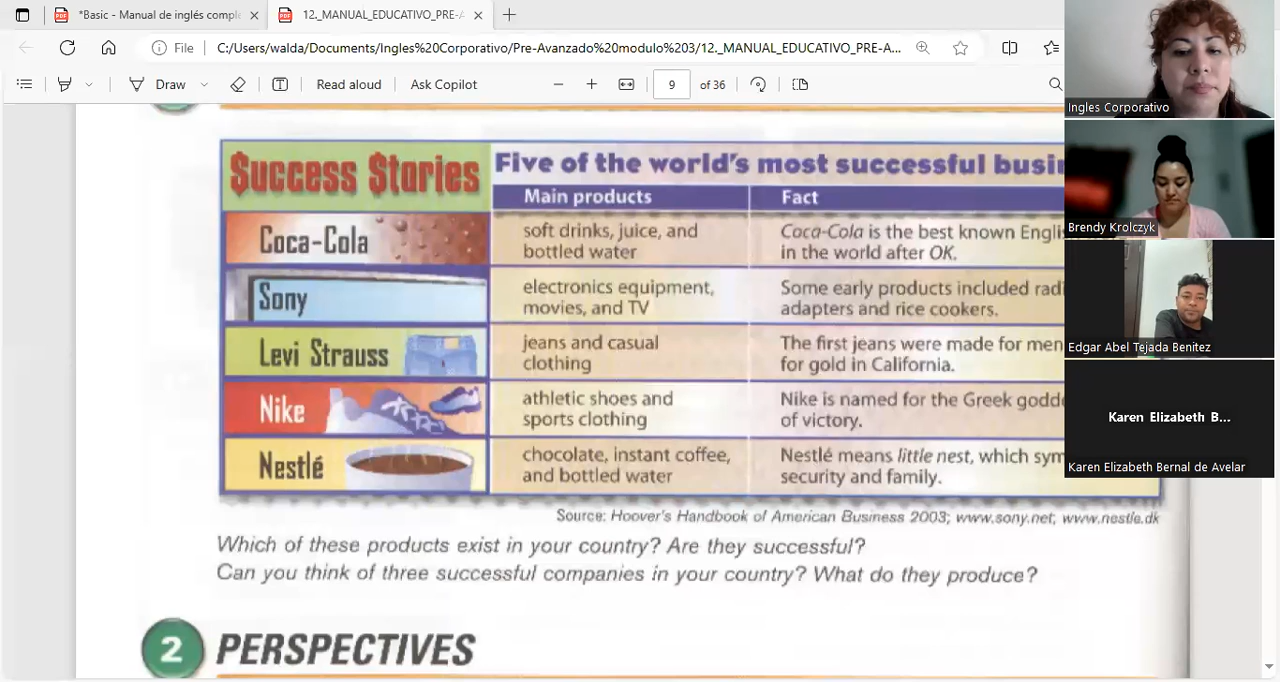 *Basic - Manual de inglés comple
12._MANUAL_EDUCATIVO_PRE-A
File
C:/Users/walda/Documents/Ingles%20Corporativo/Pre-Avanzado%20modulo%203/12._MANUAL_EDUCATIVO_PRE-A...
Draw
Read aloud
Ask Copilot
9
of 36
$uccess $tories
Five of the world's most successful busi
Main products
Fact
Coca-Cola
soft drinks, juice, and
bottled water
Coca-Cola is the best known Engli
in the world after OK.
Sony
electronics equipment,
movies, and TV
Some early products included radi
adapters and rice cookers.
Levi Strauss
jeans and casual
clothing
The first jeans were made for men
for gold in California.
Nike
athletic shoes and
sports clothing
Nike is named for the Greek godde
of victory.
Nestlé
chocolate, instant coffee,
and bottled water
Nestlé means little nest, which sym
security and family.
Source: Hoover's Handbook of American Business 2003; www.sony.net; www.nestle.dk
Which of these products exist in your country? Are they successful?
Can you think of three successful companies in your country? What do they produce?
2 PERSPECTIVES
Ingles Corporativo
Brendy Krolczyk
Edgar Abel Tejada Benitez
Karen Elizabeth B...
Karen Elizabeth Bernal de Avelar